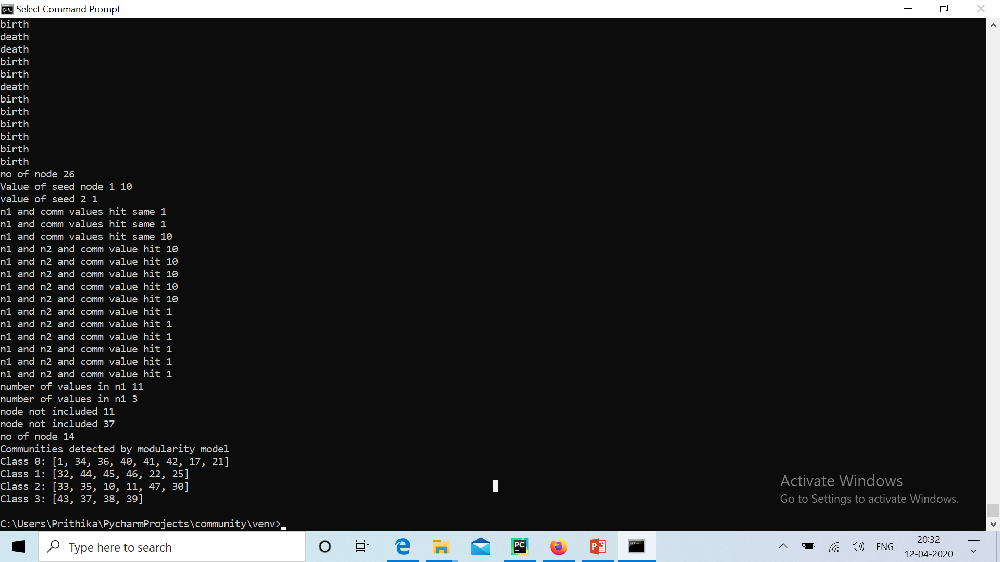 Select Command Prompt
birth
death
death
birth
birth
death
birth
birth
birth
birth
birth
birth
no of node 26
Value of seed node 1 10
value of seed 2 1
n1 and comm values hit same 1
n1 and comm values hit same 1
n1 and comm values hit same 10
n1 and n2 and comm value hit 10
n1 and n2 and comm value hit 10
n1 and n2 and comm value hit 10
n1 and n2 and comm value hit 10
n1 and n2 and comm value hit 10
n1 and n2 and comm value hit 1
n1 and n2 and comm value hit 1
n1 and n2 and comm value hit 1
n1 and n2 and comm value hit 1
n1 and n2 and comm value hit 1
n1 and n2 and comm value hit 1
number of values in n1 11
number of values in n1 3
node not included 11
node not included 37
no of node 14
Communities detected by modularity model
Class 0: [1, 34, 36, 40, 41, 42, 17, 21]
Class 1: [32, 44, 45, 46, 22, 25]
Class 2: [33, 35, 10, 11, 47, 30]
Class 3: [43, 37, 38, 39]
C:\Users\Prithika\PycharmProjects\community\venv>
Activate Windows
Go to Settings to activate Windows.
Type here to search
PC
ENG
20:32
12-04-2020